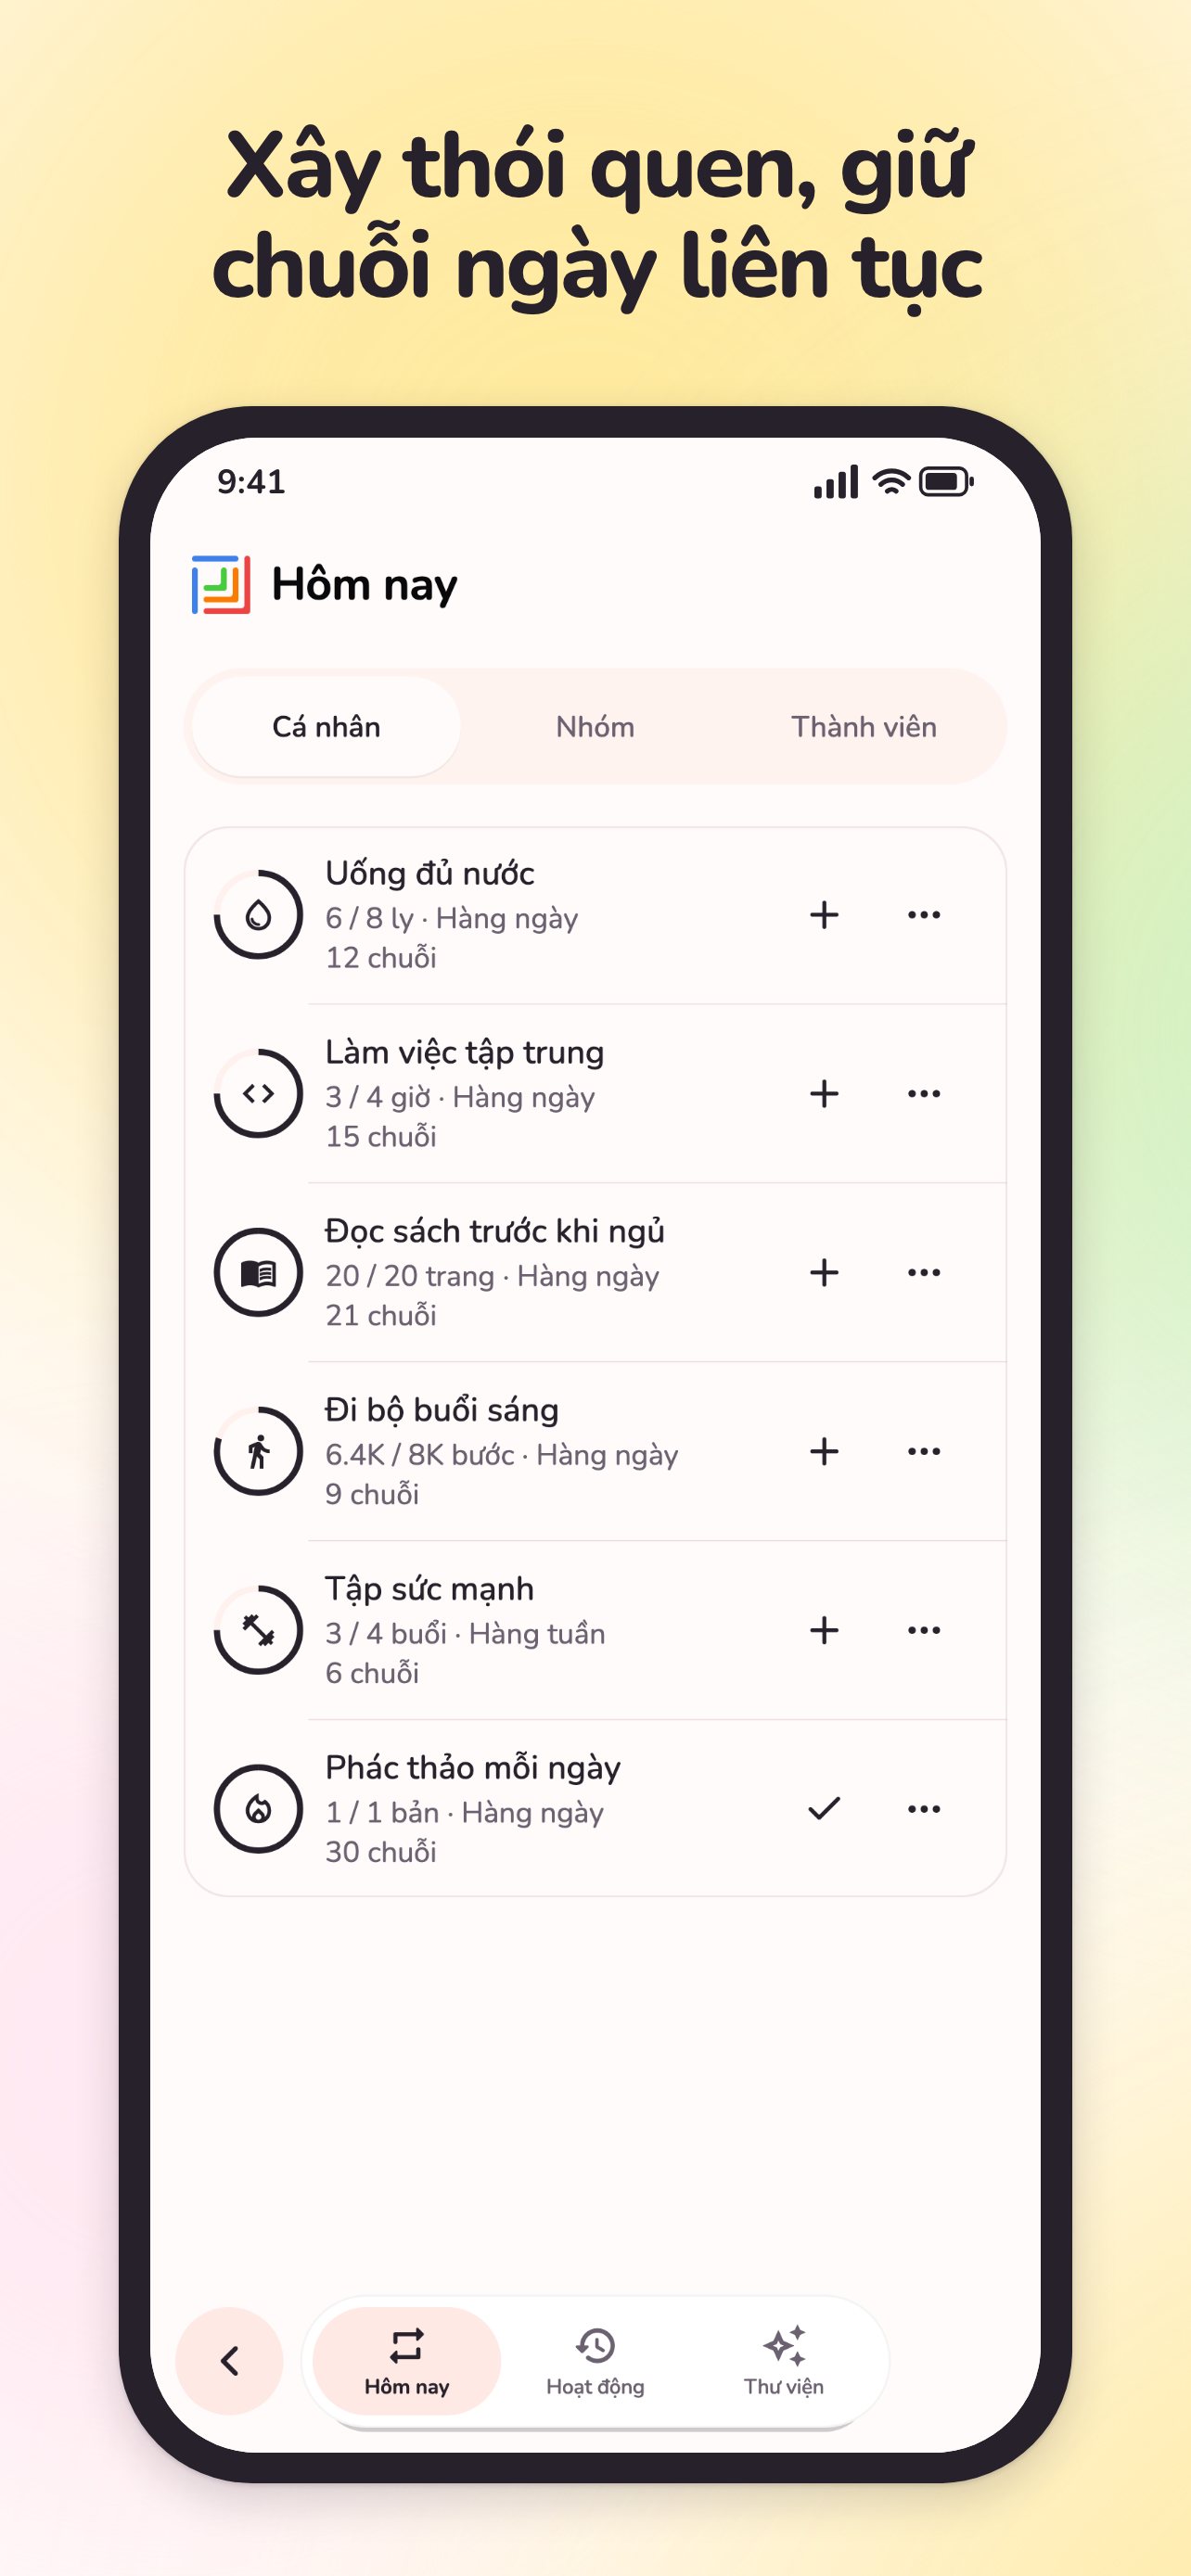 Xây thói quen, giữ
chuỗi ngày liên tục
9:41
Hôm nay
Cá nhân
Nhóm
Thành viên
Uống đủ nước
6 / 8 ly · Hàng ngày
12 chuỗi
Làm việc tập trung
3 / 4 giờ · Hàng ngày
15 chuỗi
Đọc sách trước khi ngủ
20 / 20 trang · Hàng ngày
21 chuỗi
Đi bộ buổi sáng
6.4K / 8K bước · Hàng ngày
9 chuỗi
Tập sức mạnh
3 / 4 buổi · Hàng tuần
6 chuỗi
Phác thảo mỗi ngày
1 / 1 bản · Hàng ngày
30 chuỗi
Hôm nay
Hoạt động
Thư viện